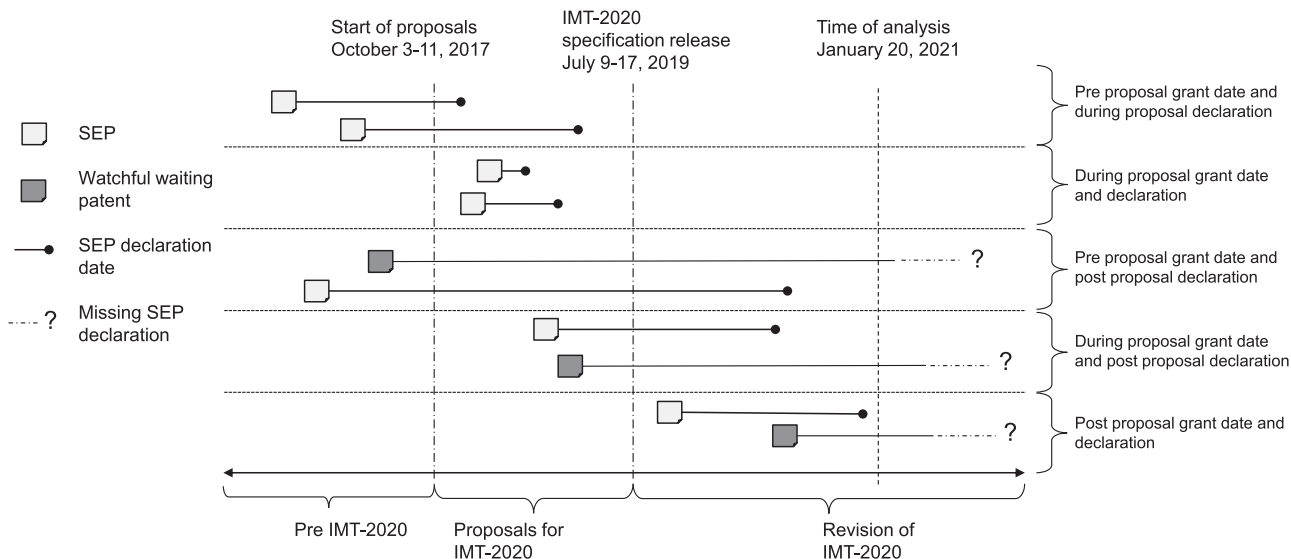 Start of proposals
October 3-11, 2017
IMT-2020
specification release
July 9-17, 2019
Time of analysis
January 20, 2021
SEP
Watchful waiting
patent
SEP declaration
date
? Missing SEP
declaration
Pre proposal grant date and
during proposal declaration
During proposal grant date
and declaration
?
Pre proposal grant date and
post proposal declaration
During proposal grant date
and post proposal declaration
?
Post proposal grant date and
declaration
?
Pre IMT-2020
Proposals for
IMT-2020
Revision of
IMT-2020